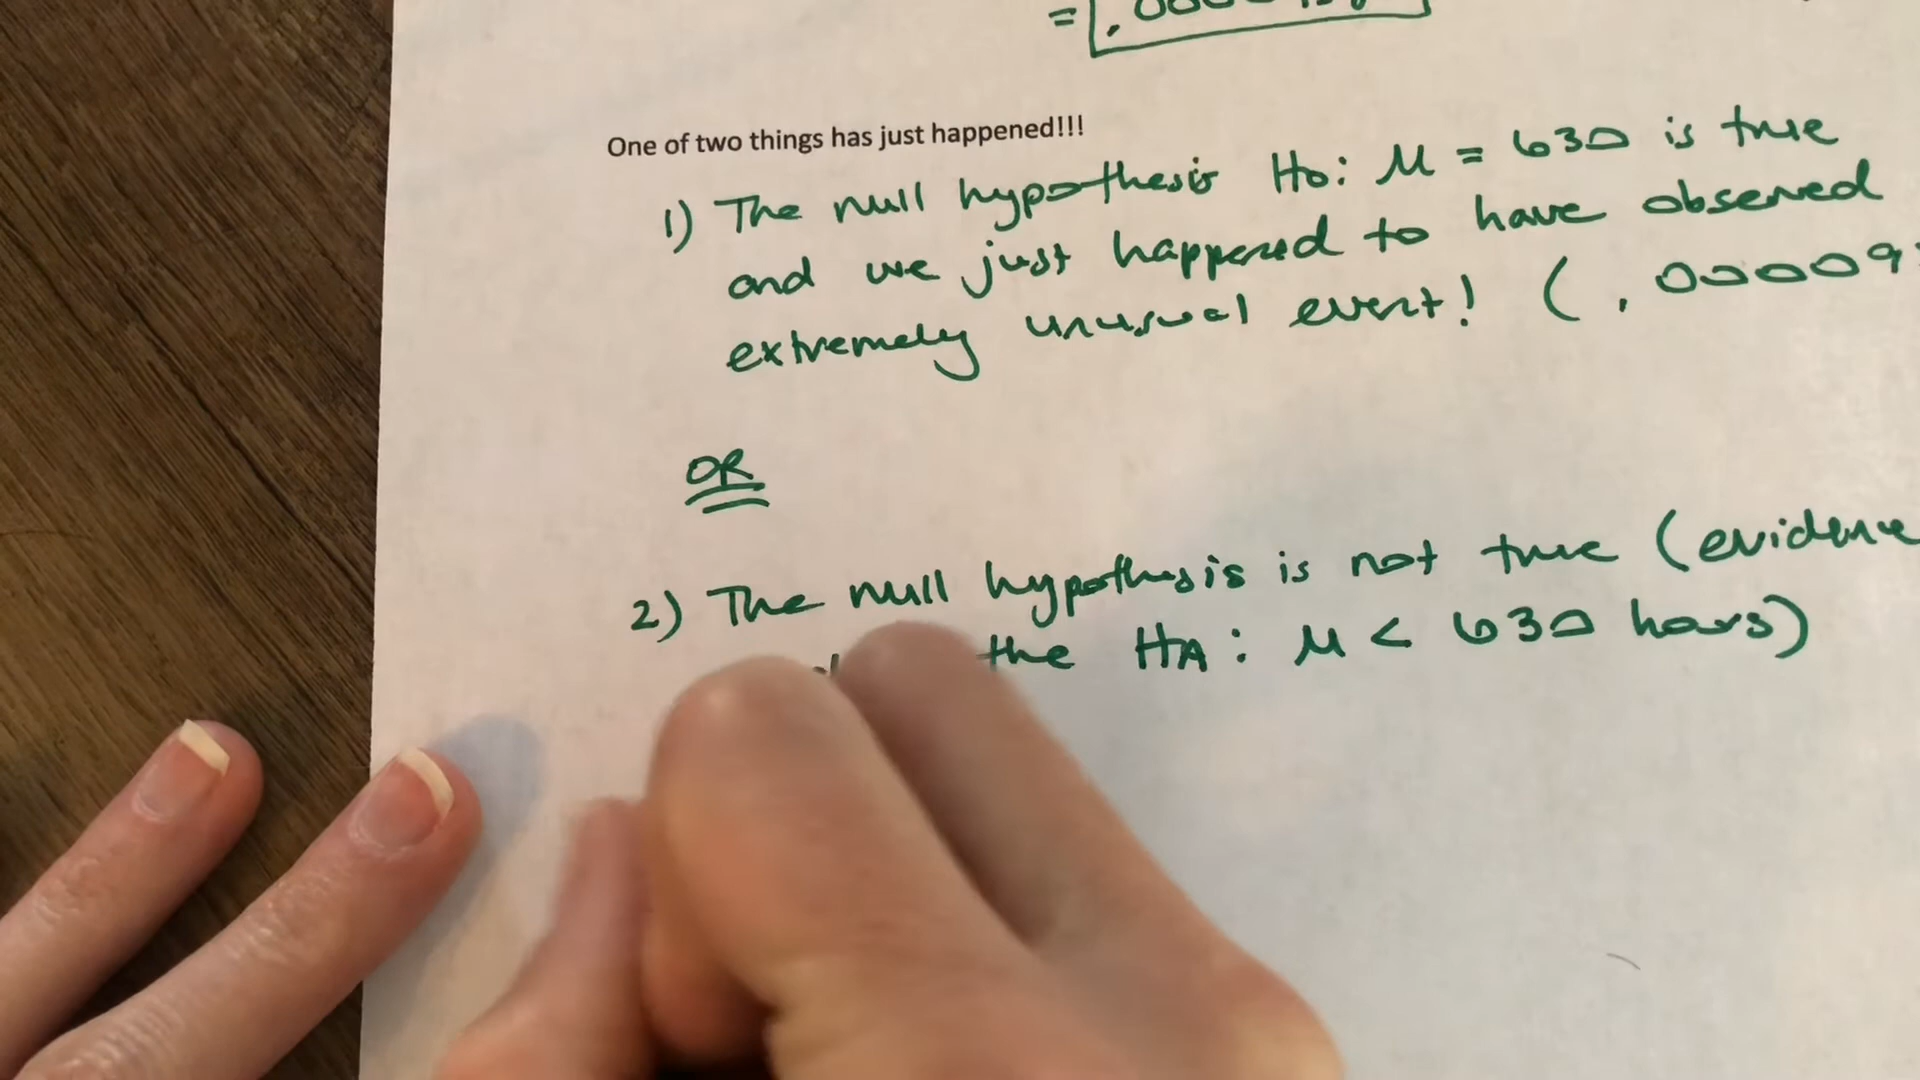 =
One of two things has just happened!!!
1) The null hypothesis Ho: M = 630 is true
and we just happened to have observed
extremely unusual event! (.00009
OR
2) The null hypothesis is not true (evidence
the HA: M < 630 hours)